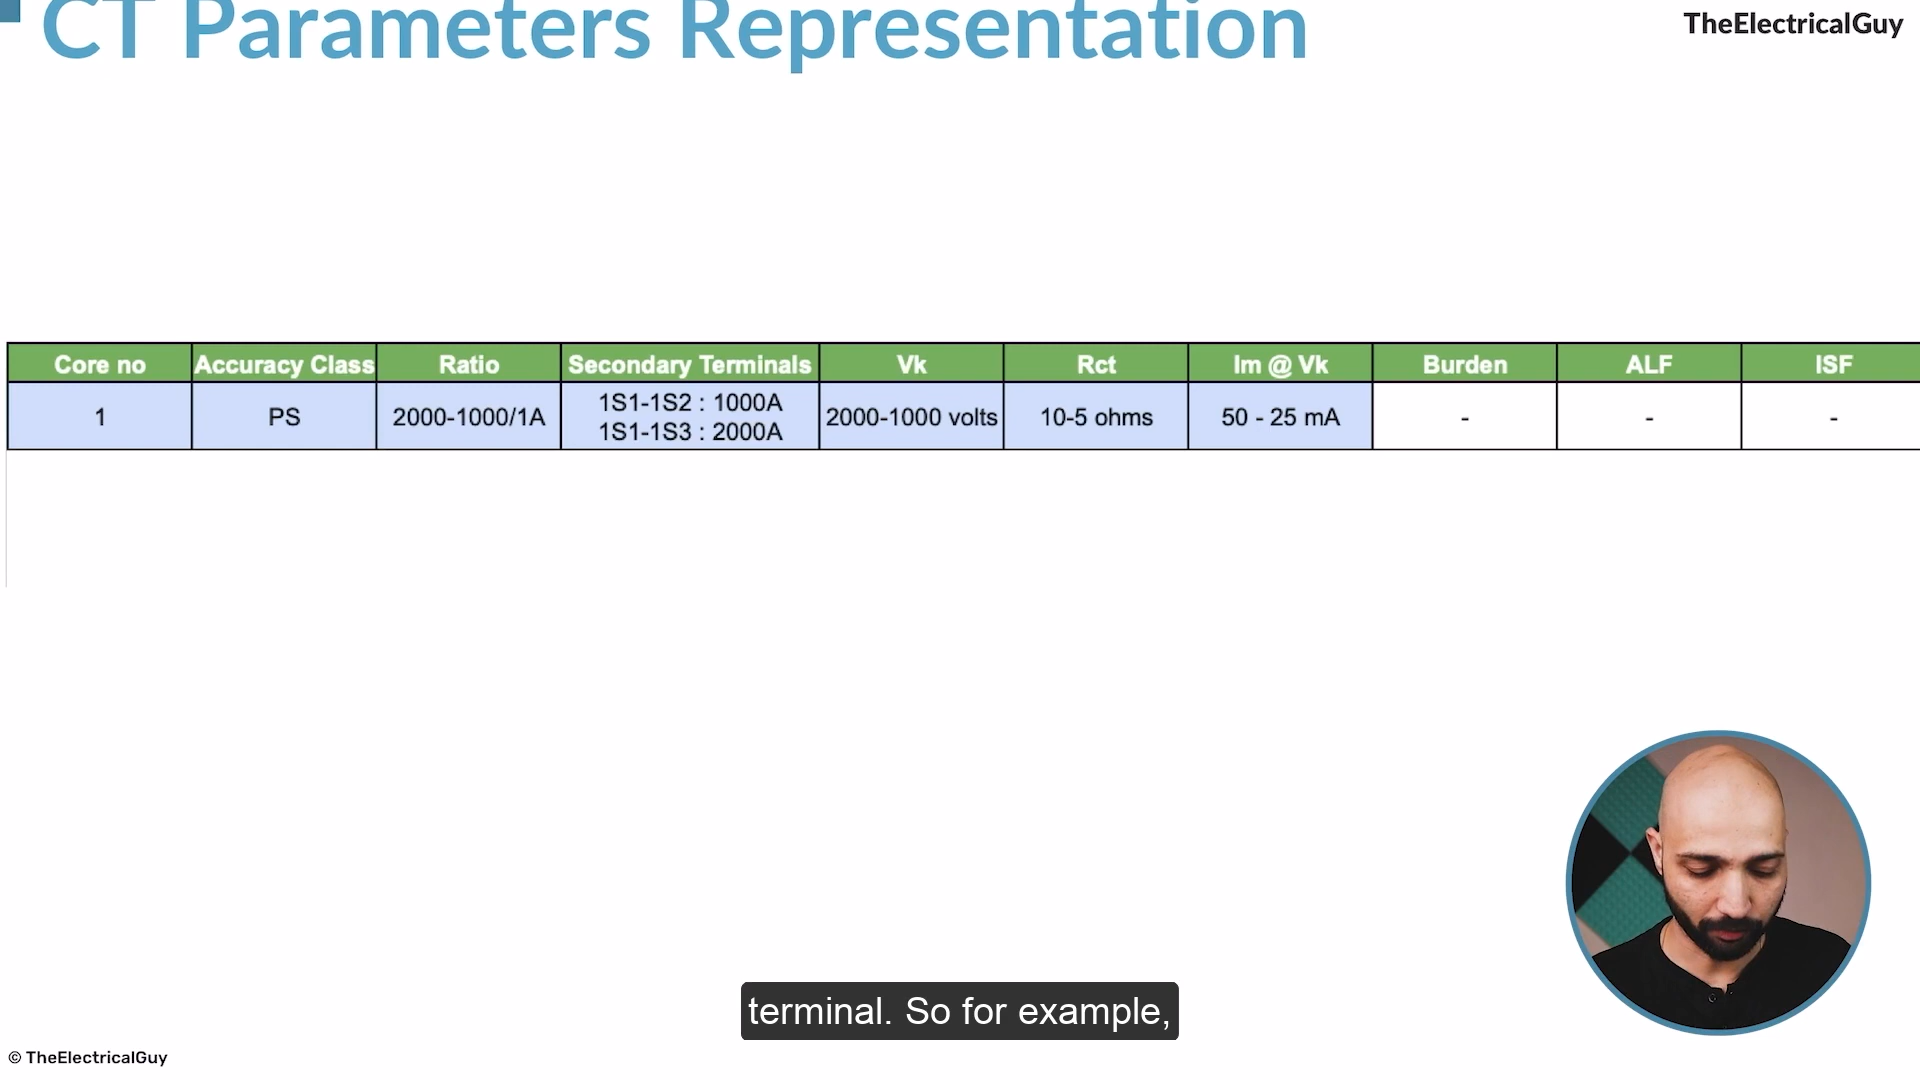 CT Parameters Representation
TheElectricalGuy
Core no Accuracy Class Ratio Secondary Terminals Vk Rct Im @ Vk Burden ALF ISF
1 PS 2000-1000/1A 1S1-1S2 : 1000A 2000-1000 volts 10-5 ohms 50 - 25 mA - - -
1S1-1S3 : 2000A
terminal. So for example,
© TheElectricalGuy